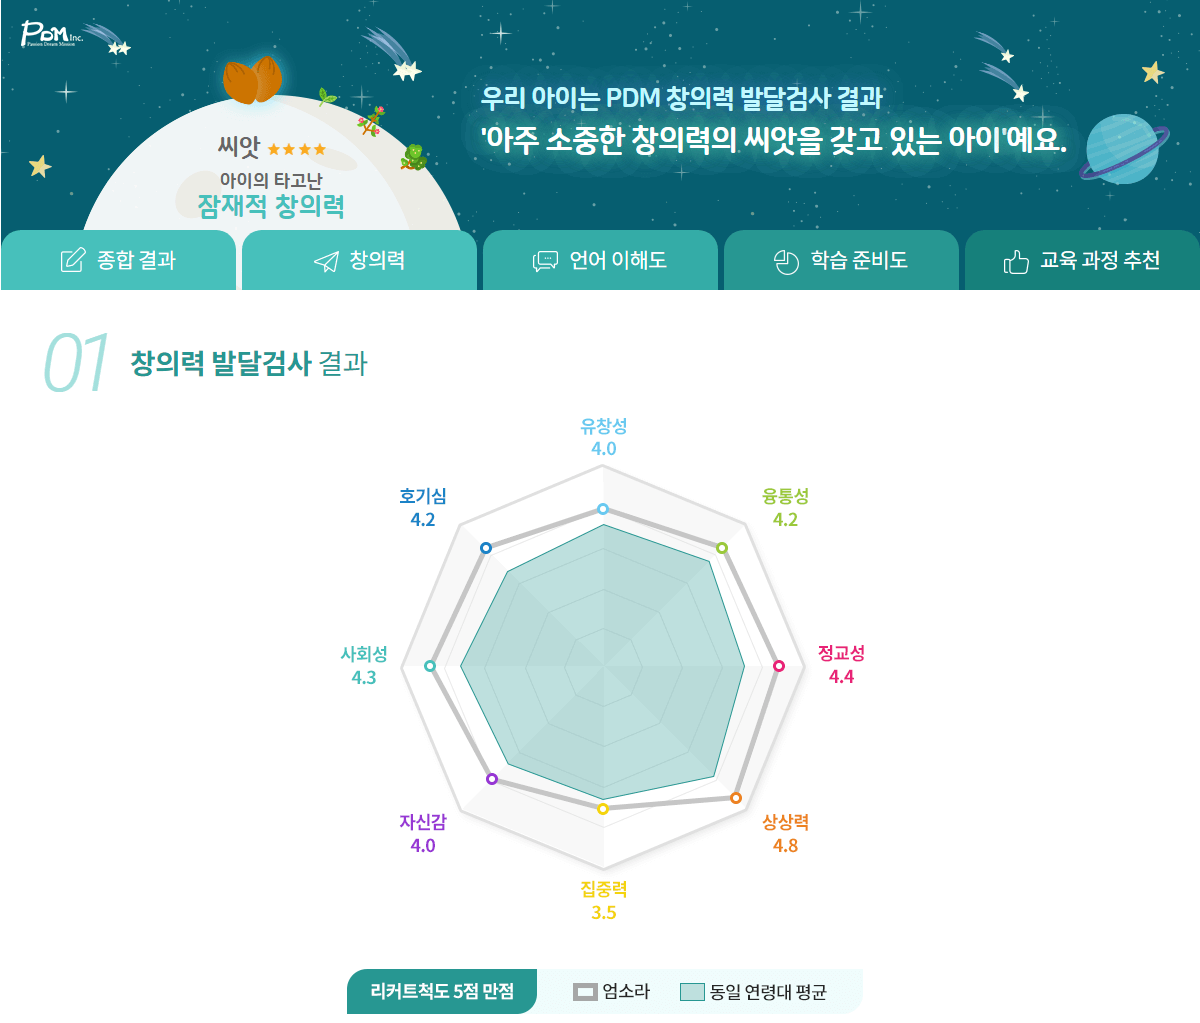 PDM Inc.
Passion Dream Mission
우리 아이는 PDM 창의력 발달검사 결과
'아주 소중한 창의력의 씨앗을 갖고 있는 아이'예요.
씨앗 ★★★★
아이의 타고난
잠재적 창의력
종합 결과
창의력
언어 이해도
학습 준비도
교육 과정 추천
01 창의력 발달검사 결과
유창성
4.0
호기심
4.2
융통성
4.2
사회성
4.3
정교성
4.4
자신감
4.0
상상력
4.8
집중력
3.5
리커트척도 5점 만점
엄소라
동일 연령대 평균